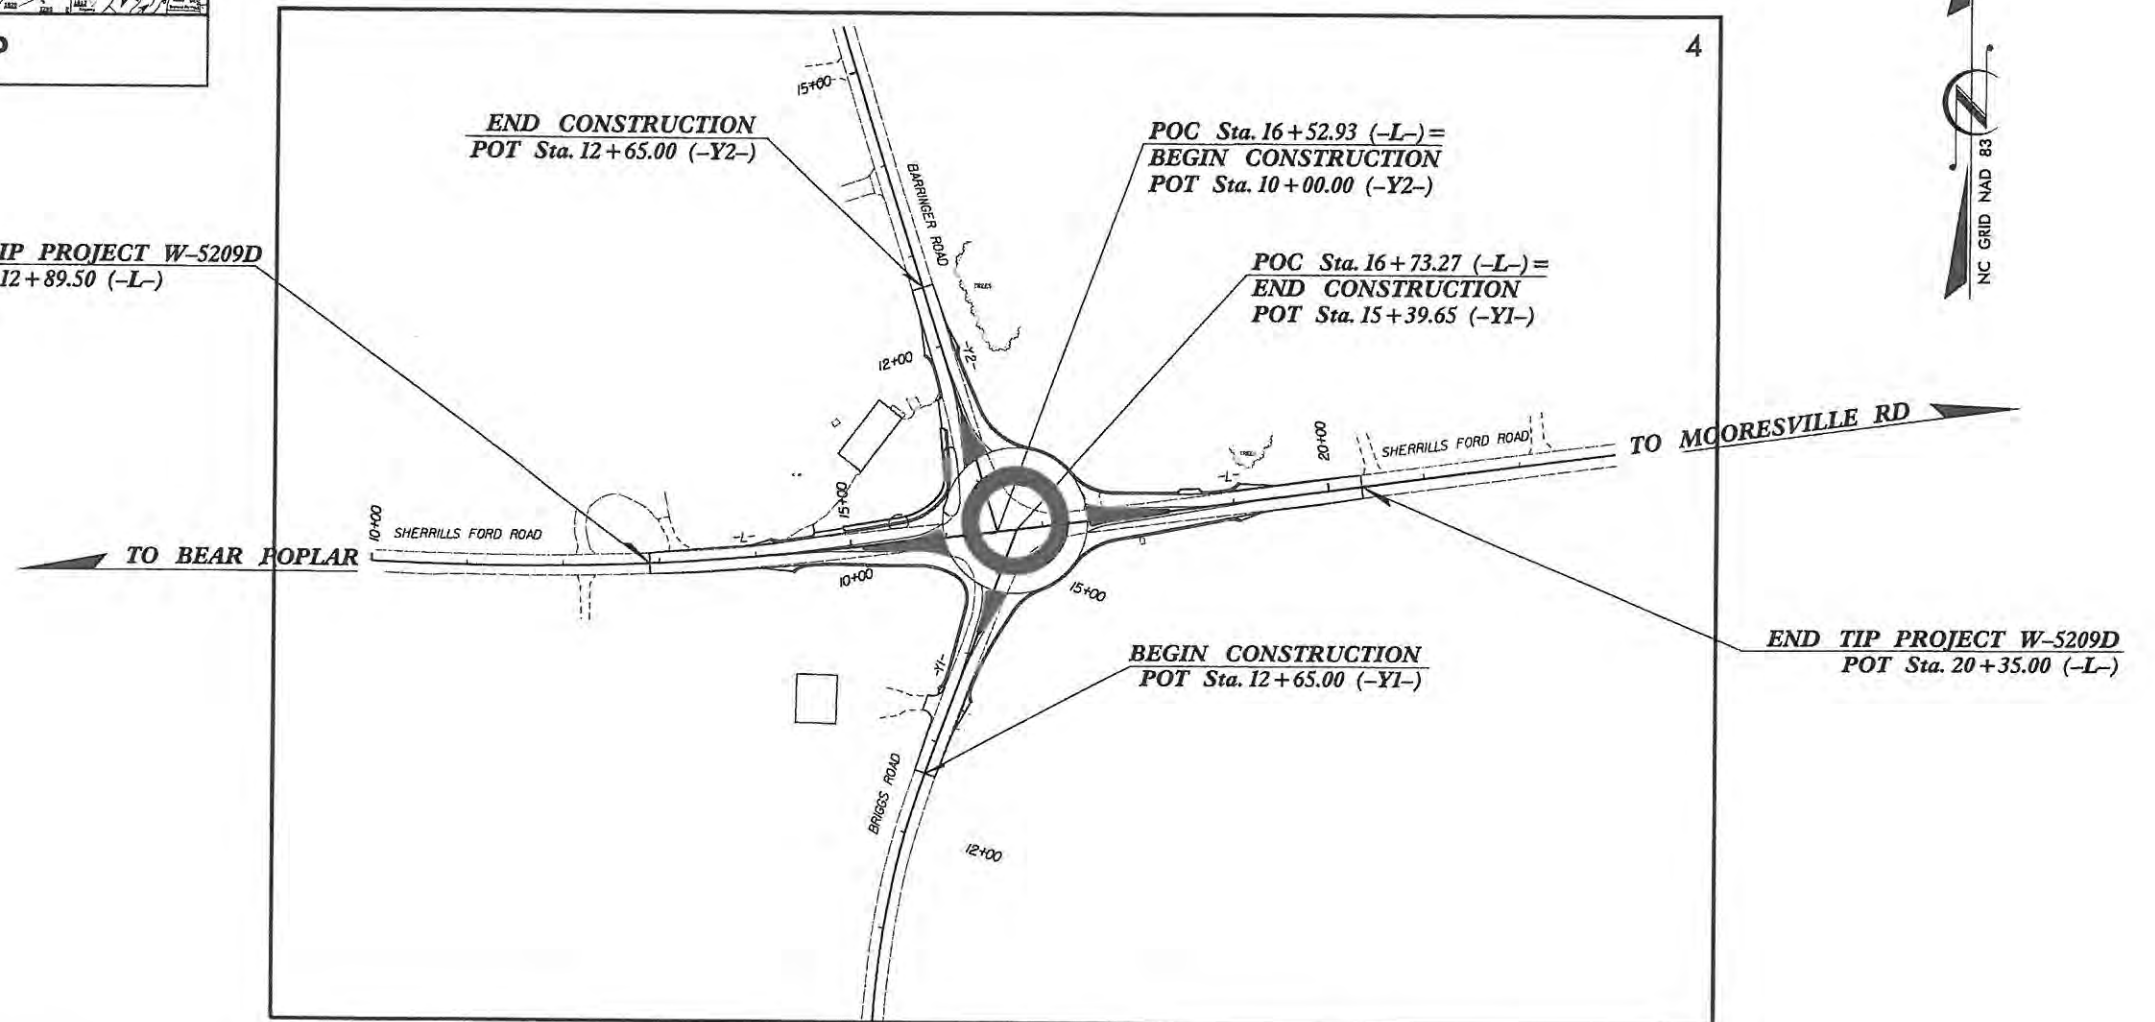 P
4
15+00
END CONSTRUCTION
POT Sta. 12+65.00 (-Y2-)
POC Sta. 16+52.93 (-L-)=
BEGIN CONSTRUCTION
POT Sta. 10+00.00 (-Y2-)
NC GRID NAD 83
BARRINGER ROAD
IP PROJECT W-5209D
12+89.50 (-L-)
POC Sta. 16+73.27 (-L-)=
END CONSTRUCTION
POT Sta. 15+39.65 (-Y1-)
TREES
12+00
-Y2-
20+00
SHERRILLS FORD ROAD
TO MOORESVILLE RD
-L-
15+00
10+00
SHERRILLS FORD ROAD
-L-
TO BEAR POPLAR
10+00
15+00
END TIP PROJECT W-5209D
POT Sta. 20+35.00 (-L-)
BEGIN CONSTRUCTION
POT Sta. 12+65.00 (-Y1-)
-Y1-
BRIGGS ROAD
12+00